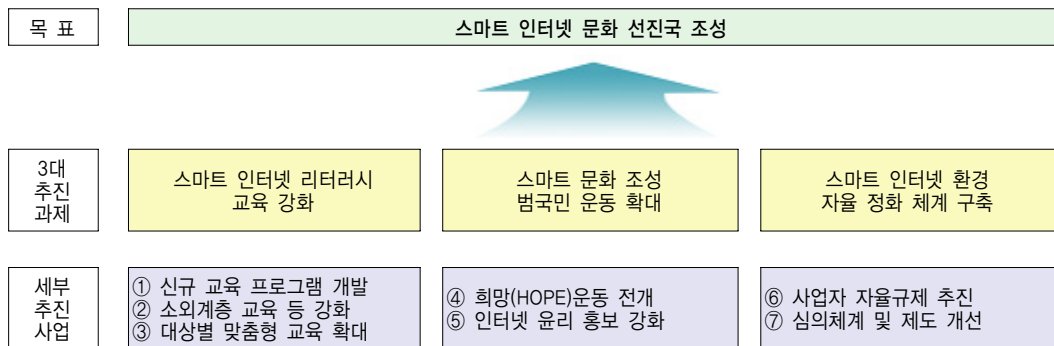 목 표
스마트 인터넷 문화 선진국 조성
3대
추진
과제
스마트 인터넷 리터러시
교육 강화
스마트 문화 조성
범국민 운동 확대
스마트 인터넷 환경
자율 정화 체계 구축
세부
추진
사업
① 신규 교육 프로그램 개발
② 소외계층 교육 등 강화
③ 대상별 맞춤형 교육 확대
④ 희망(HOPE)운동 전개
⑤ 인터넷 윤리 홍보 강화
⑥ 사업자 자율규제 추진
⑦ 심의체계 및 제도 개선